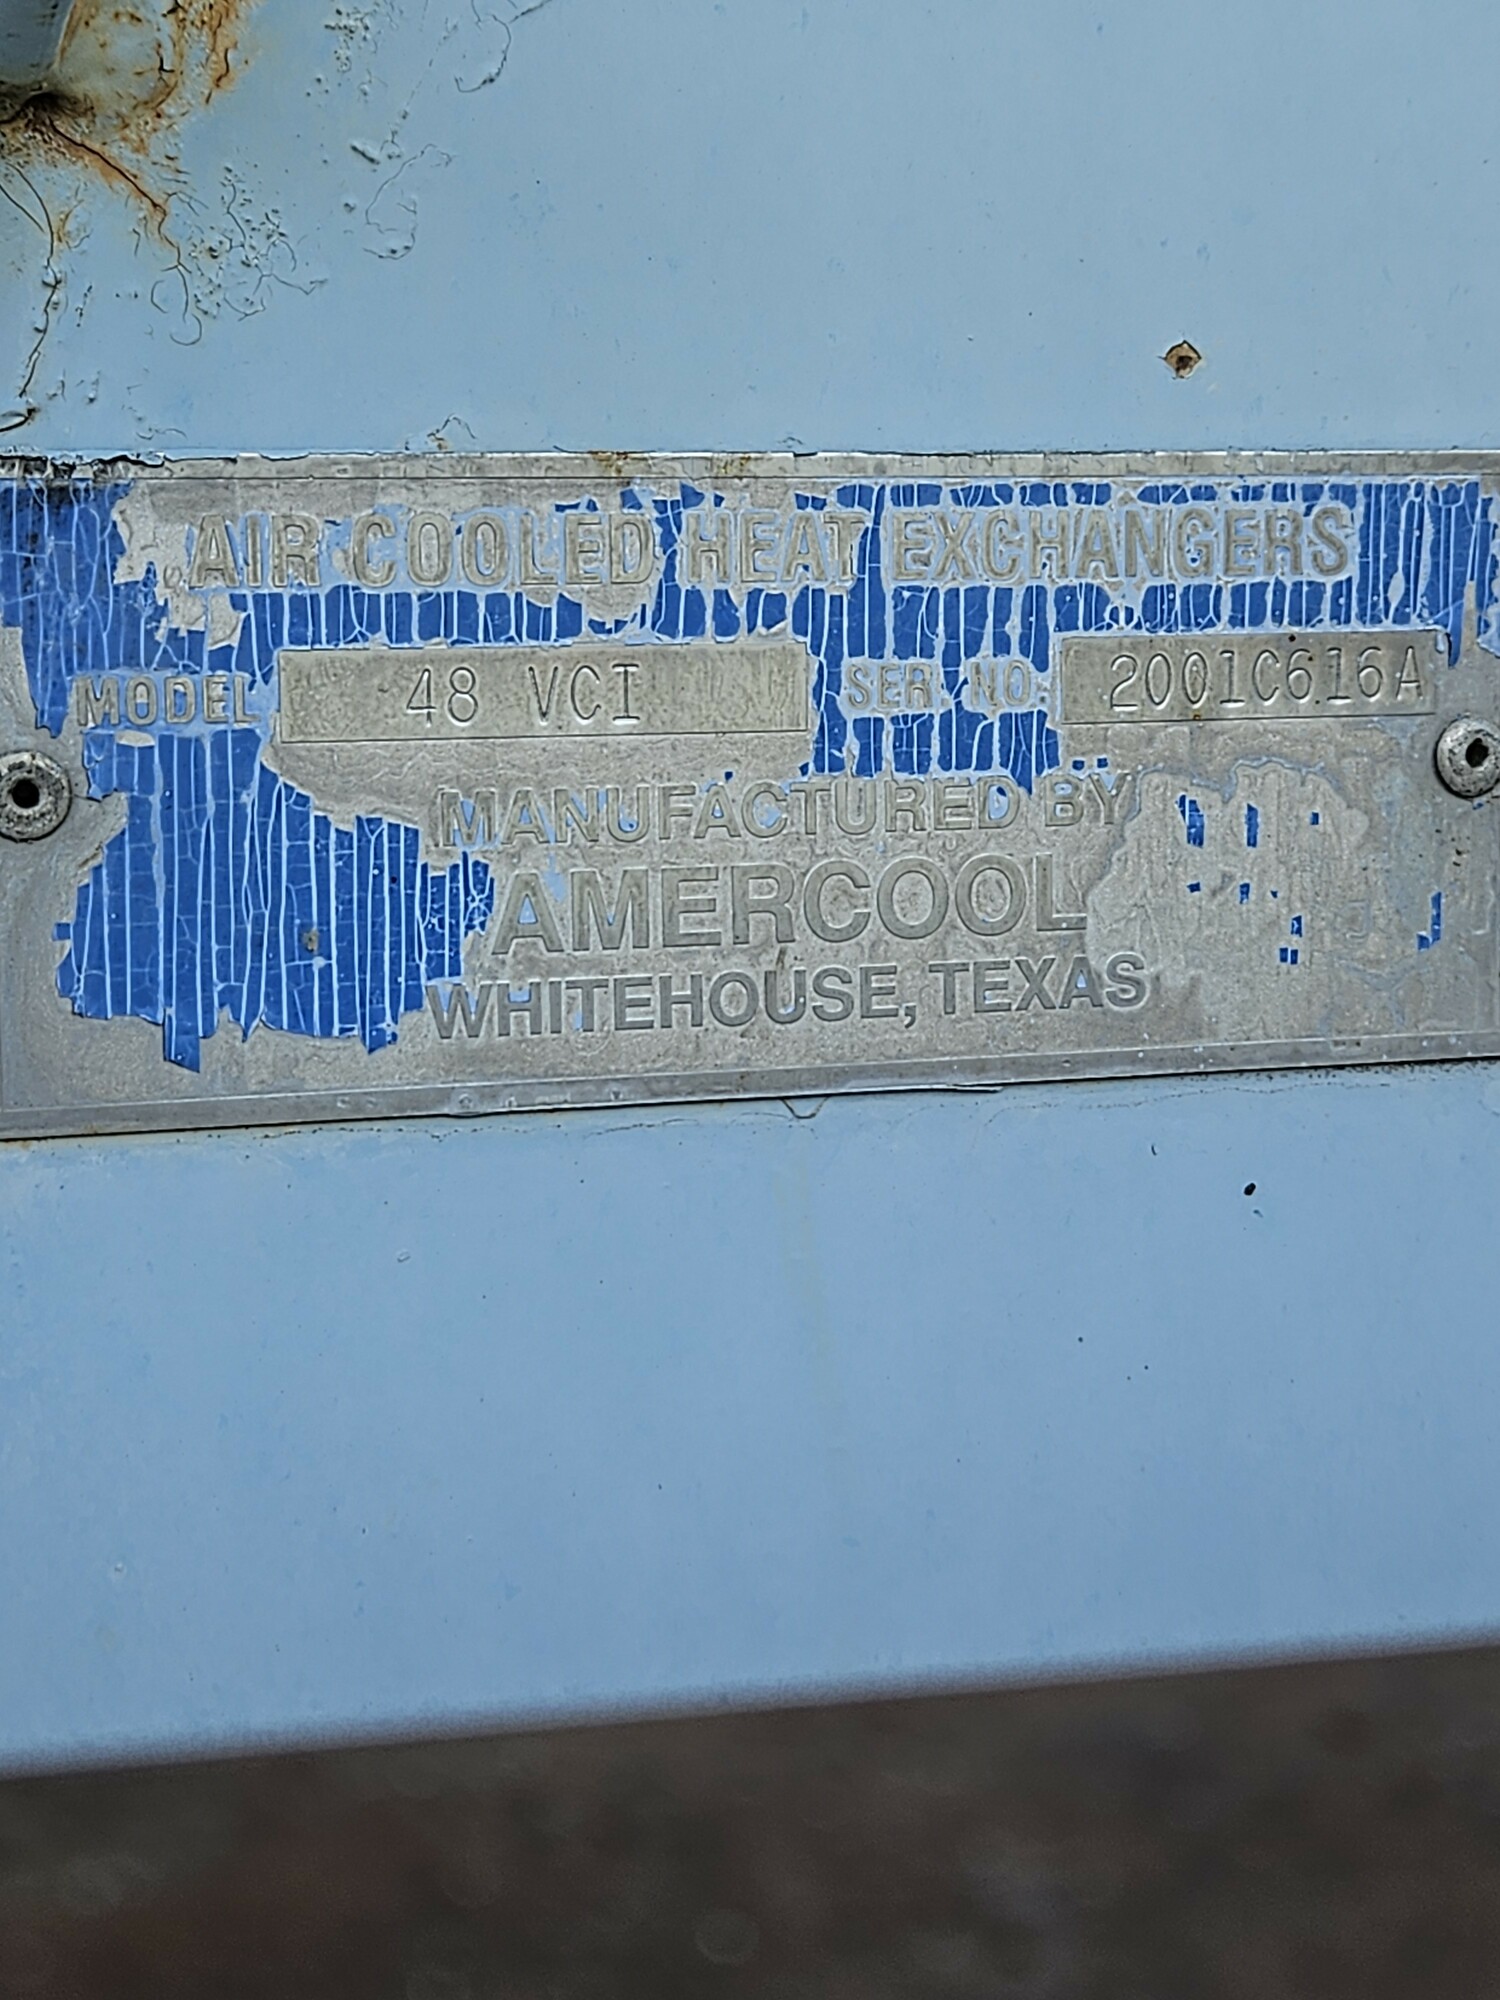 AIR COOLED HEAT EXCHANGERS
MODEL 48 VCI SER. NO. 2001C616A
MANUFACTURED BY
AMERCOOL
WHITEHOUSE, TEXAS